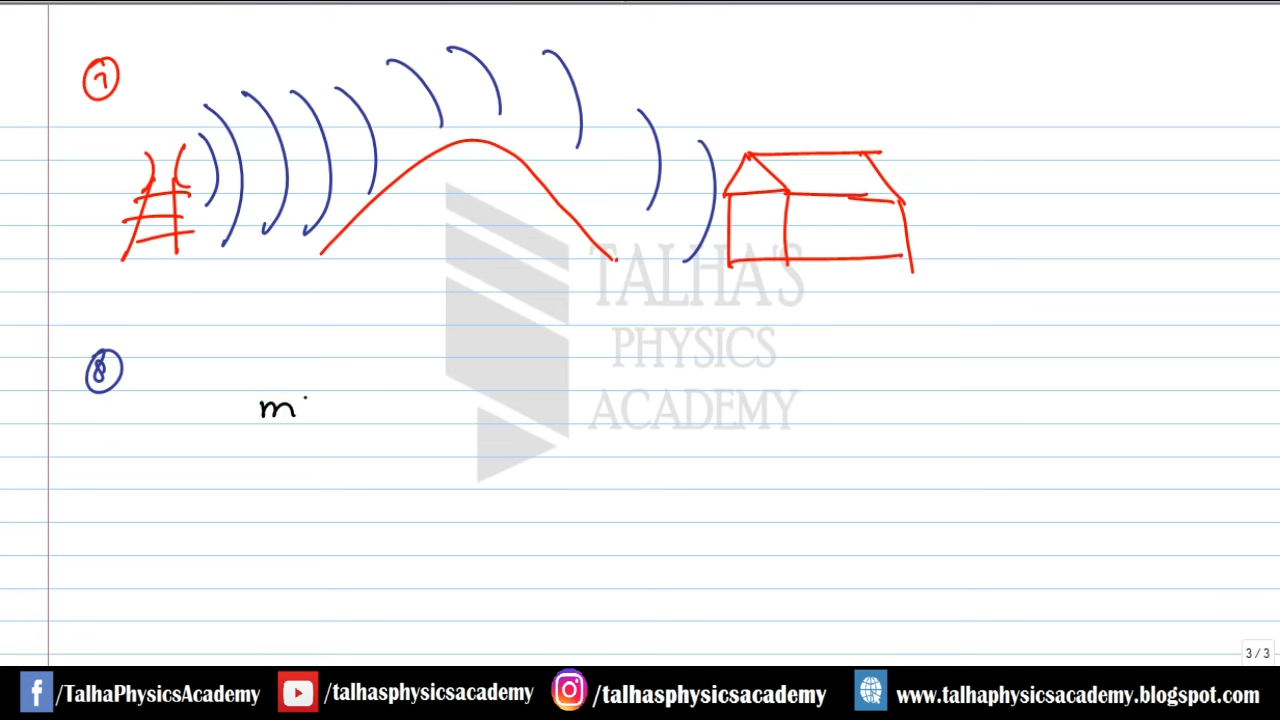 7
8
m
TALHA'S
PHYSICS
ACADEMY
3 / 3
/TalhaPhysicsAcademy
/talhasphysicsacademy
/talhasphysicsacademy
www.talhaphysicsacademy.blogspot.com